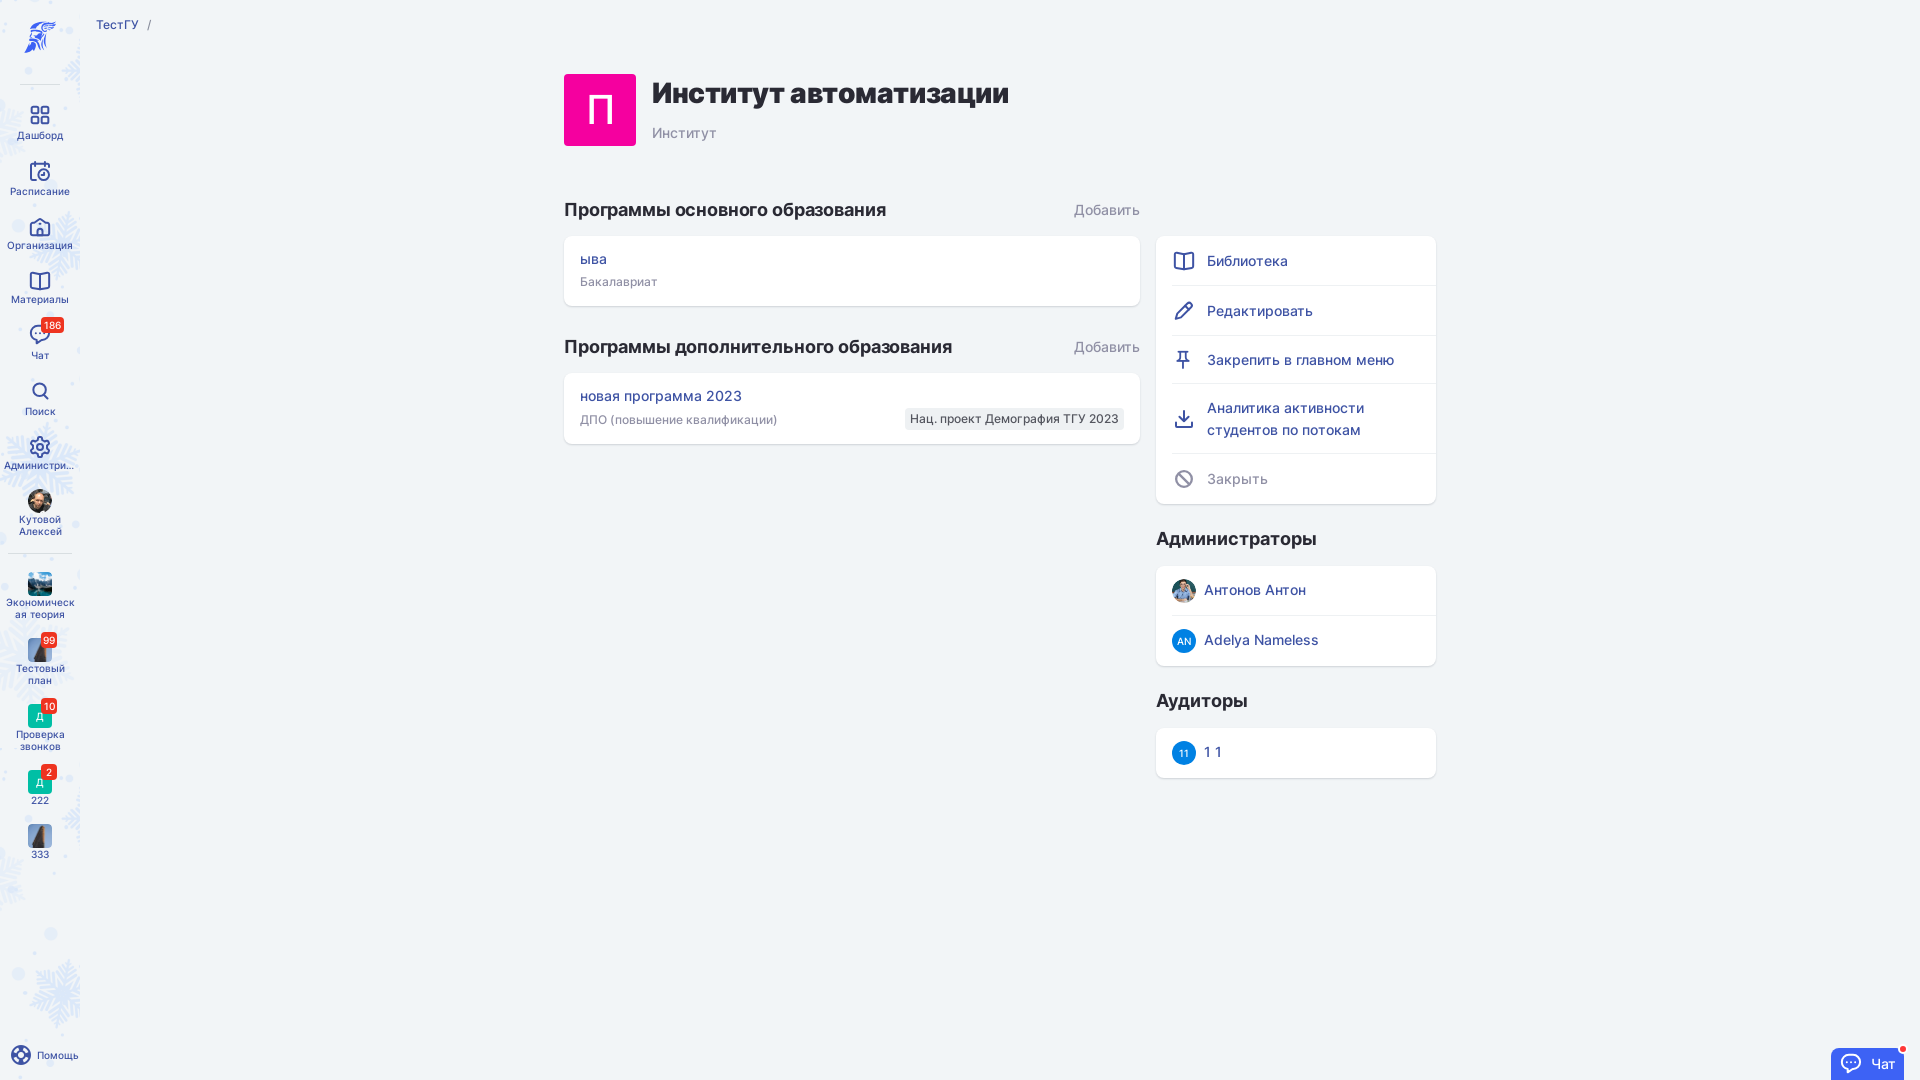 ТестГУ /
Дашборд
Расписание
Организация
Материалы
186
Чат
Поиск
Администри...
Кутовой
Алексей
Экономическ
ая теория
99
Тестовый
план
10
Д
Проверка
звонков
2
Д
222
333
Помощь
П
Институт автоматизации
Институт
Программы основного образования
Добавить
ыва
Бакалавриат
Программы дополнительного образования
Добавить
новая программа 2023
ДПО (повышение квалификации)
Нац. проект Демография ТГУ 2023
Библиотека
Редактировать
Закрепить в главном меню
Аналитика активности
студентов по потокам
Закрыть
Администраторы
Антонов Антон
AN
Adelya Nameless
Аудиторы
11
1 1
Чат